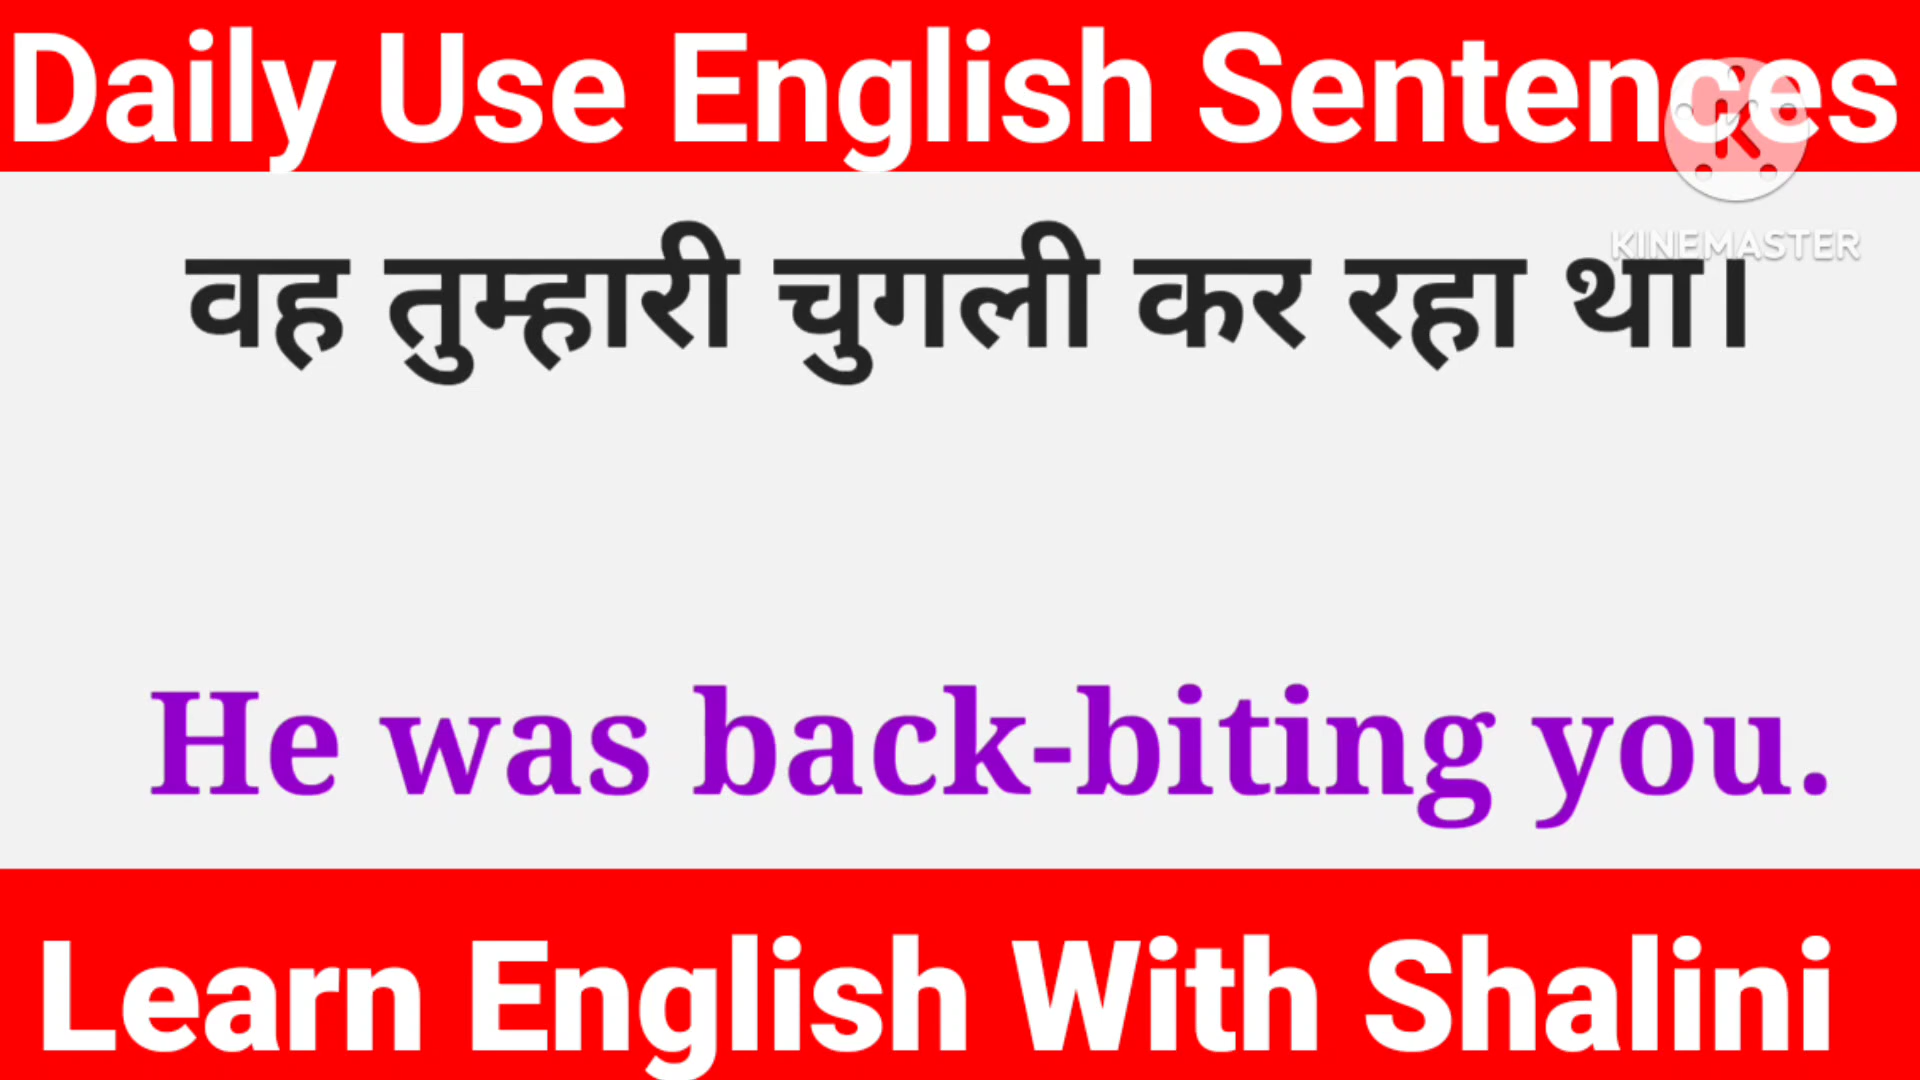 Daily Use English Sentences
KINEMASTER
वह तुम्हारी चुगली कर रहा था।
He was back-biting you.
Learn English With Shalini